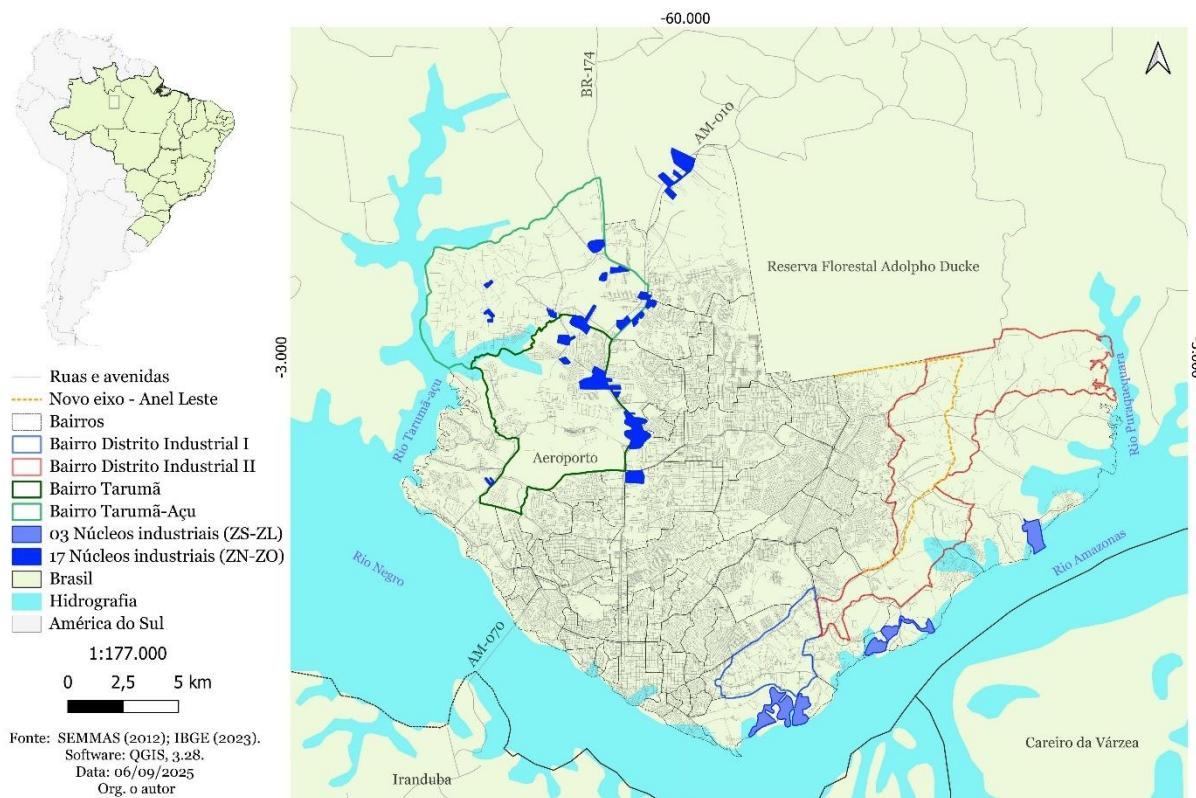 -60.000
BR-174
AM-010
Reserva Florestal Adolpho Ducke
-3.000
-3.000
Rio Tarumã-açu
Rio Puraquequara
Aeroporto
Rio Negro
Rio Amazonas
AM-070
Iranduba
Careiro da Várzea
Ruas e avenidas
Novo eixo - Anel Leste
Bairros
Bairro Distrito Industrial I
Bairro Distrito Industrial II
Bairro Tarumã
Bairro Tarumã-Açu
03 Núcleos industriais (ZS-ZL)
17 Núcleos industriais (ZN-ZO)
Brasil
Hidrografia
América do Sul
1:177.000
0 2,5 5 km
Fonte: SEMMAS (2012); IBGE (2023).
Software: QGIS, 3.28.
Data: 06/09/2025
Org. o autor